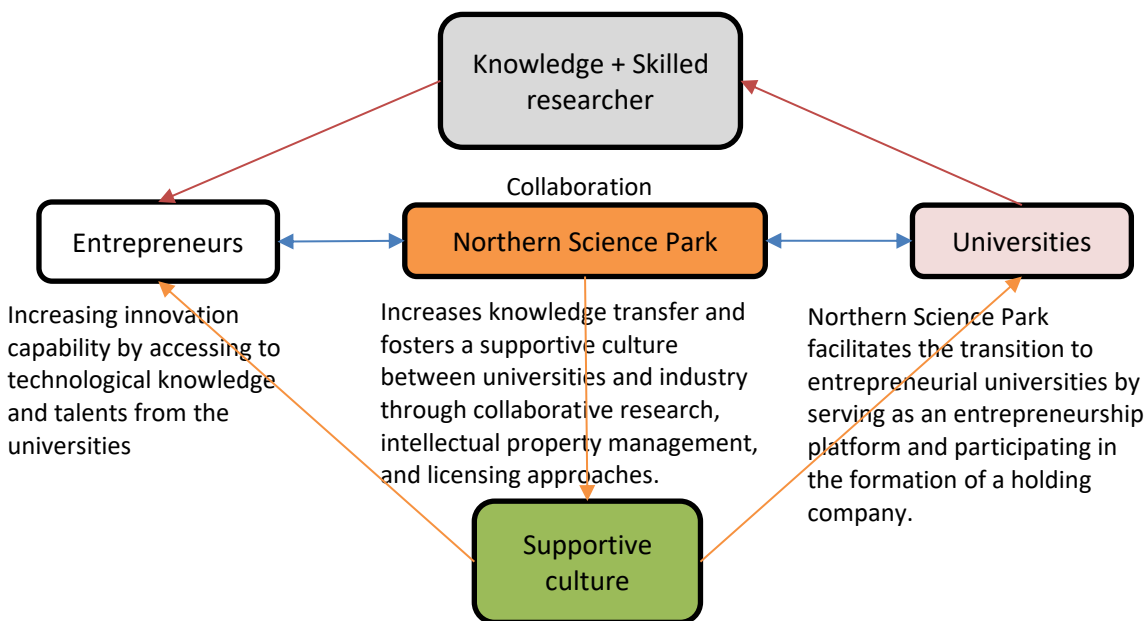 Knowledge + Skilled
researcher
Collaboration
Entrepreneurs
Northern Science Park
Universities
Increasing innovation
capability by accessing to
technological knowledge
and talents from the
universities
Increases knowledge transfer and
fosters a supportive culture
between universities and industry
through collaborative research,
intellectual property management,
and licensing approaches.
Northern Science Park
facilitates the transition to
entrepreneurial universities by
serving as an entrepreneurship
platform and participating in
the formation of a holding
company.
Supportive
culture